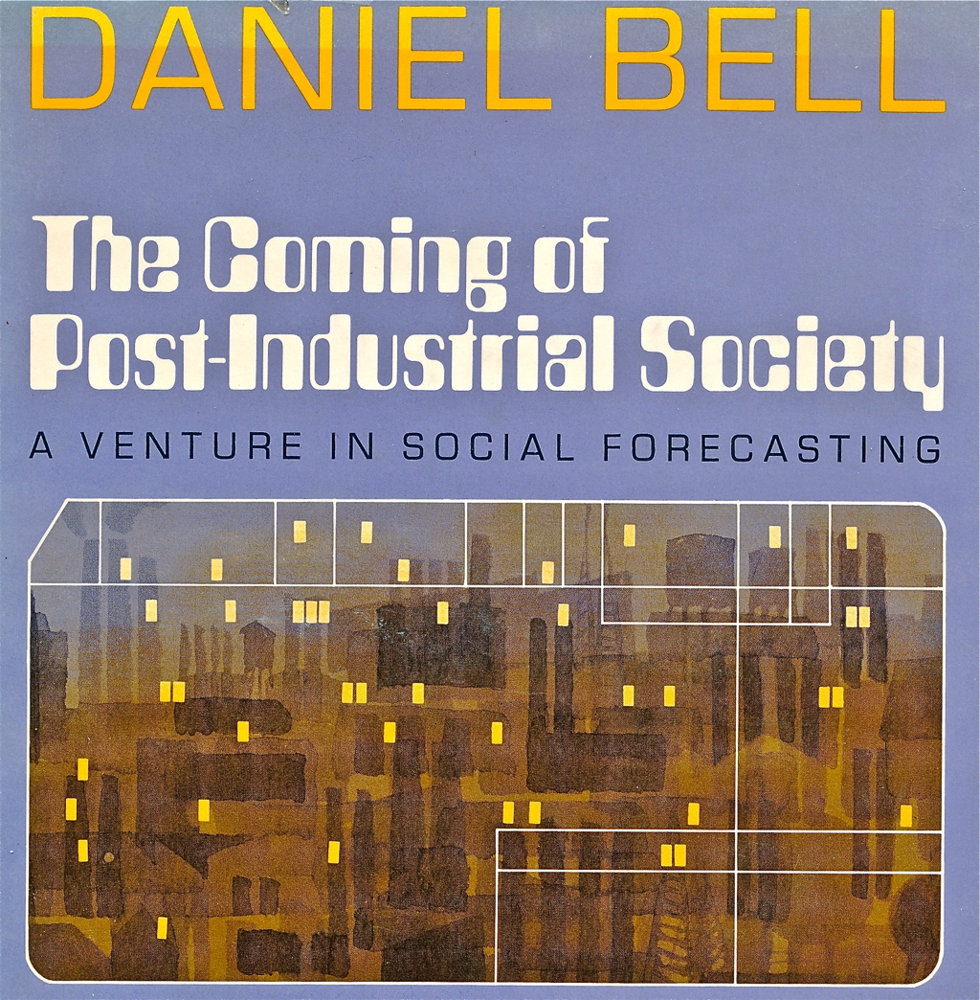 DANIEL BELL
The Coming of
Post-Industrial Society
A VENTURE IN SOCIAL FORECASTING